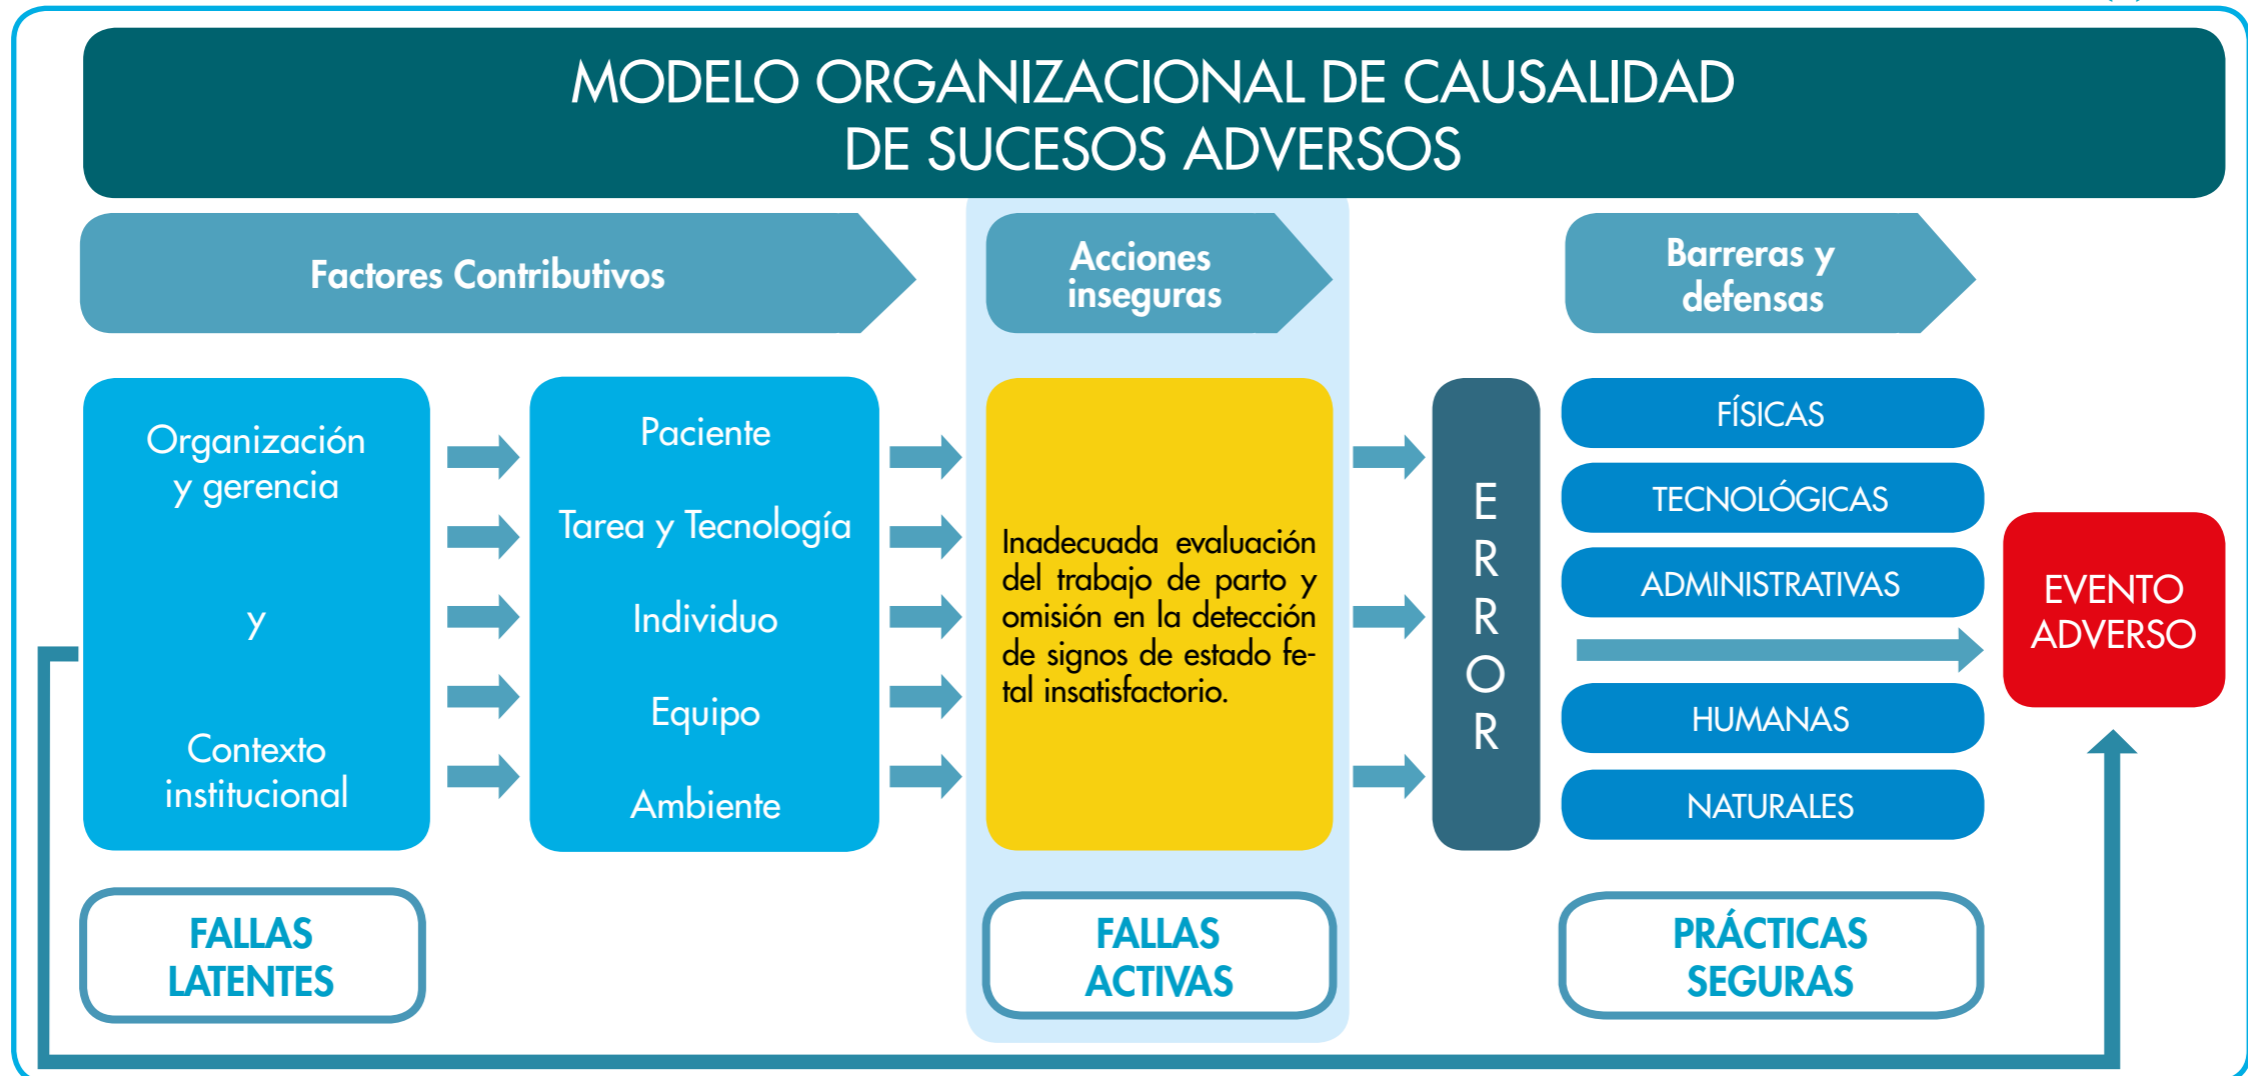 MODELO ORGANIZACIONAL DE CAUSALIDAD
DE SUCESOS ADVERSOS
Factores Contributivos
Acciones
inseguras
Barreras y
defensas
Organización
y gerencia
y
Contexto
institucional
Paciente
Tarea y Tecnología
Individuo
Equipo
Ambiente
Inadecuada evaluación
del trabajo de parto y
omisión en la detección
de signos de estado fe-
tal insatisfactorio.
E
R
R
O
R
FÍSICAS
TECNOLÓGICAS
ADMINISTRATIVAS
HUMANAS
NATURALES
EVENTO
ADVERSO
FALLAS
LATENTES
FALLAS
ACTIVAS
PRÁCTICAS
SEGURAS